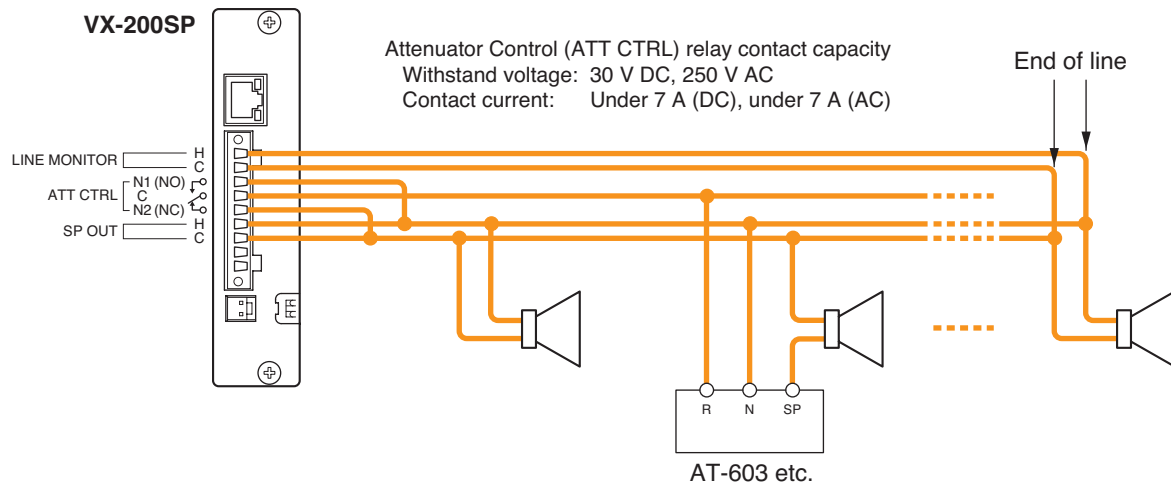 VX-200SP
Attenuator Control (ATT CTRL) relay contact capacity
Withstand voltage: 30 V DC, 250 V AC
Contact current: Under 7 A (DC), under 7 A (AC)
End of line
LINE MONITOR
H
C
ATT CTRL
N1 (NO)
C
N2 (NC)
SP OUT
H
C
R N SP
AT-603 etc.